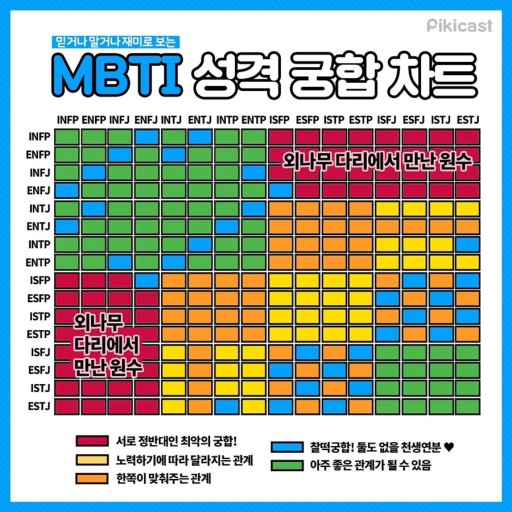 Pikicast
믿거나 말거나 재미로 보는
MBTI 성격 궁합 차트
INFP ENFP INFJ ENFJ INTJ ENTJ INTP ENTP ISFP ESFP ISTP ESTP ISFJ ESFJ ISTJ ESTJ
INFP
ENFP
외나무 다리에서 만난 원수
INFJ
ENFJ
INTJ
ENTJ
INTP
ENTP
ISFP
ESFP
ISTP
외나무
ESTP
다리에서
ISFJ
만난 원수
ESFJ
ISTJ
ESTJ
서로 정반대인 최악의 궁합!
노력하기에 따라 달라지는 관계
한쪽이 맞춰주는 관계
찰떡궁합! 둘도 없을 천생연분 ♥
아주 좋은 관계가 될 수 있음